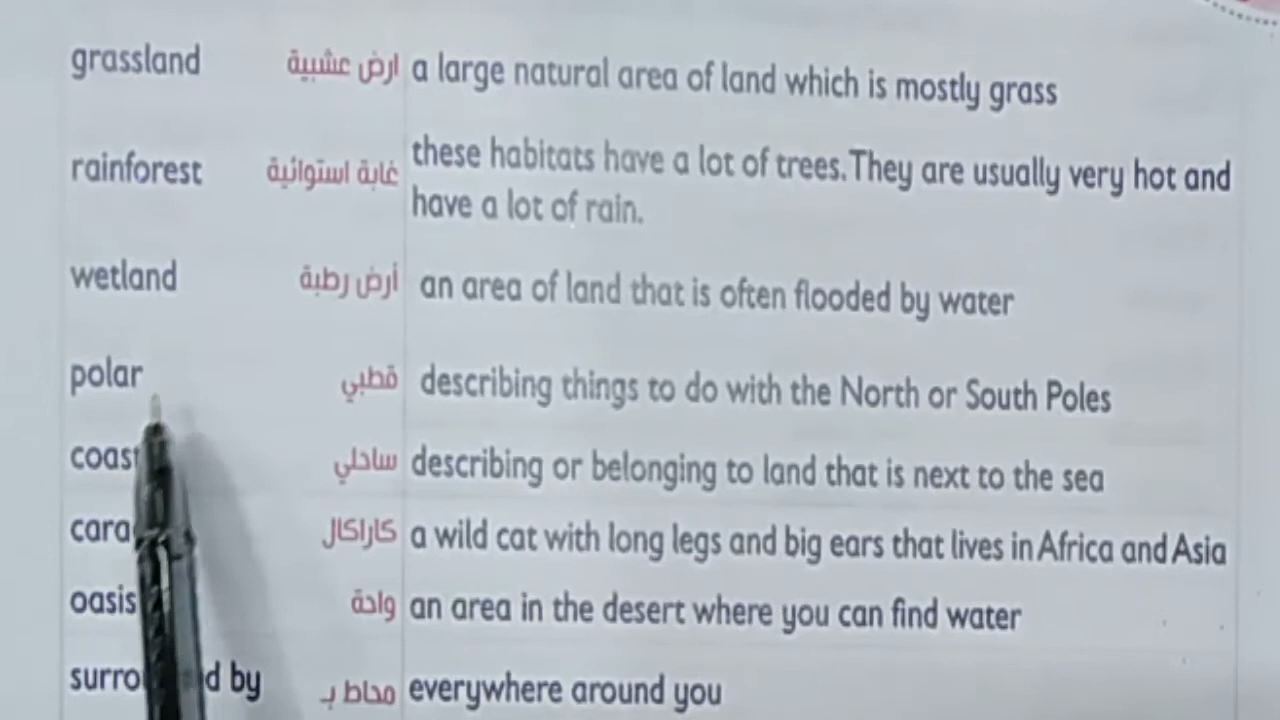 grassland ارض عشبية a large natural area of land which is mostly grass
rainforest غابة استوائية these habitats have a lot of trees. They are usually very hot and
have a lot of rain.
wetland أرض رطبة an area of land that is often flooded by water
polar قطبي describing things to do with the North or South Poles
ساحلي describing or belonging to land that is next to the sea
كاراكال a wild cat with long legs and big ears that lives in Africa and Asia
oasis واحة an area in the desert where you can find water
by محاط بـ everywhere around you